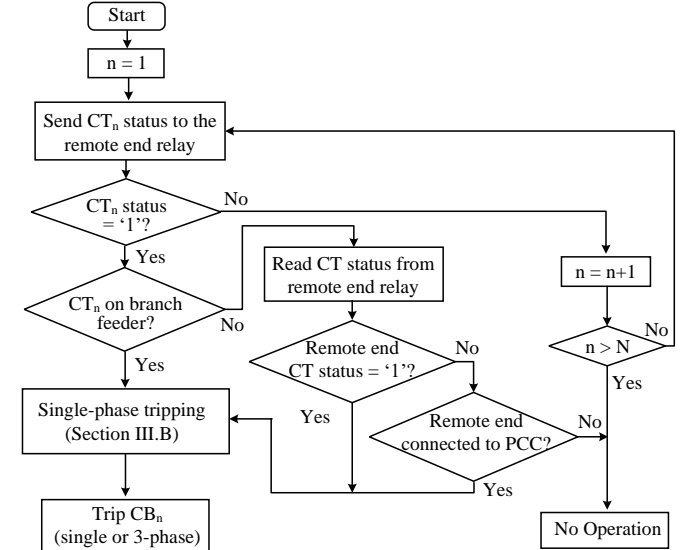 Start
n = 1
Send CTn status to the
remote end relay
CTn status
= ‘1’?
No
Yes
CTn on branch
feeder?
No
Yes
Read CT status from
remote end relay
n = n+1
n > N
No
Yes
Remote end
CT status = ‘1’?
No
Yes
Remote end
connected to PCC?
No
Yes
Single-phase tripping
(Section III.B)
Trip CBn
(single or 3-phase)
No Operation